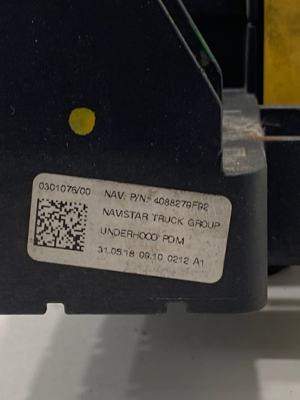 0301076/00 NAV. P/N: 4088279F92
NAVISTAR TRUCK GROUP
UNDERHOOD PDM
31.05.18 09.10 0212 A1